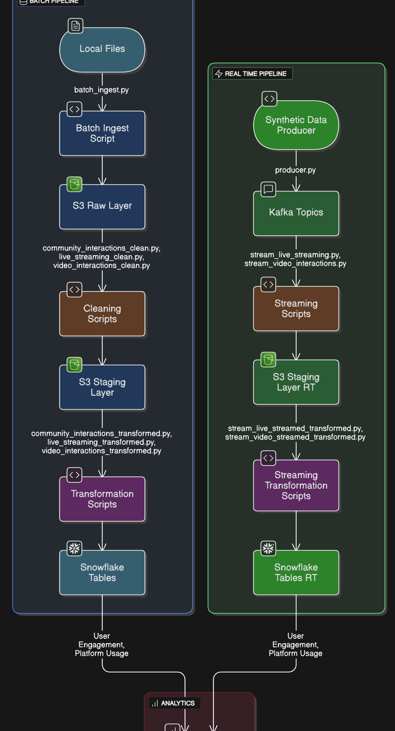 BATCH PIPELINE
Local Files
batch_ingest.py
Batch Ingest
Script
S3 Raw Layer
community_interactions_clean.py,
live_streaming_clean.py,
video_interactions_clean.py
Cleaning
Scripts
S3 Staging
Layer
community_interactions_transformed.py,
live_streaming_transformed.py,
video_interactions_transformed.py
Transformation
Scripts
Snowflake
Tables
User
Engagement,
Platform Usage
REAL TIME PIPELINE
Synthetic Data
Producer
producer.py
Kafka Topics
stream_live_streaming.py,
stream_video_interactions.py
Streaming
Scripts
S3 Staging
Layer RT
stream_live_streamed_transformed.py,
stream_video_streamed_transformed.py
Streaming
Transformation
Scripts
Snowflake
Tables RT
User
Engagement,
Platform Usage
ANALYTICS